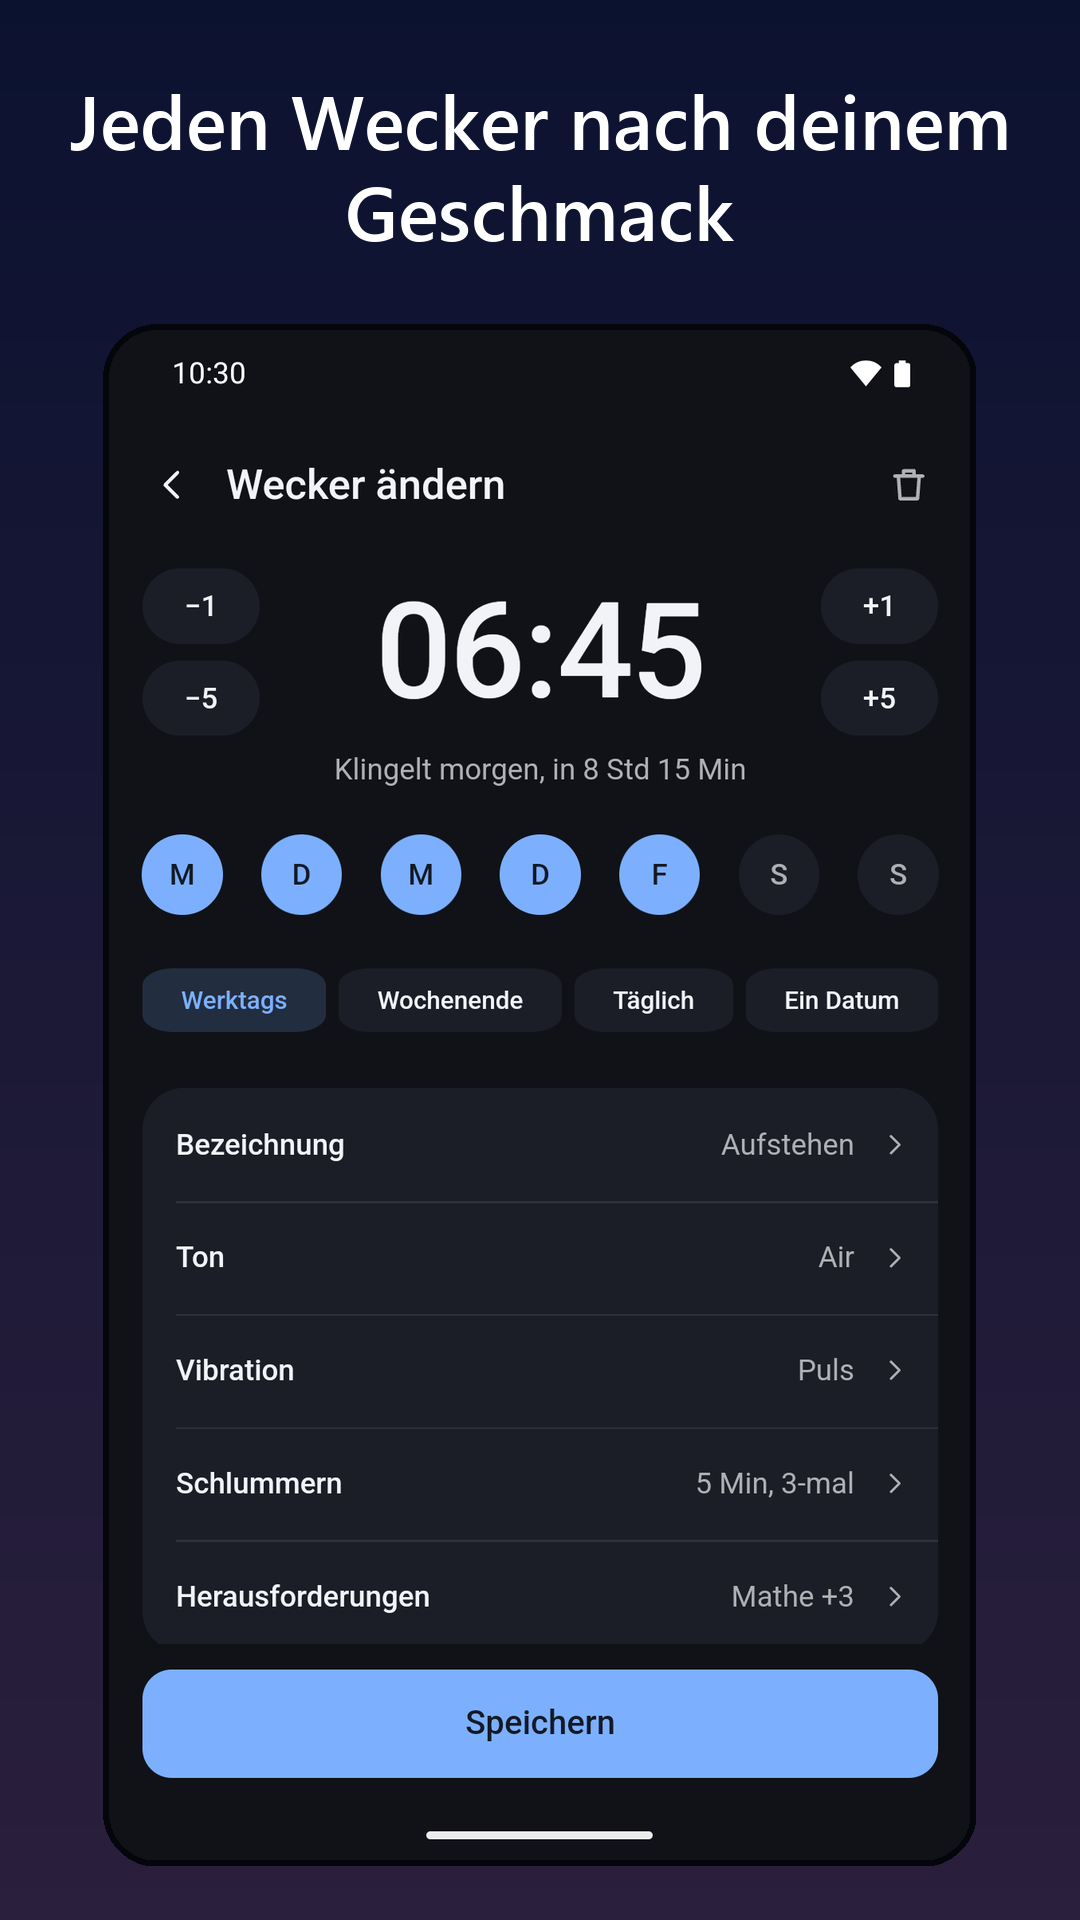 Jeden Wecker nach deinem
Geschmack
10:30
Wecker ändern
−1
06:45
+1
−5
+5
Klingelt morgen, in 8 Std 15 Min
M D M D F S S
Werktags Wochenende Täglich Ein Datum
Bezeichnung Aufstehen
Ton Air
Vibration Puls
Schlummern 5 Min, 3-mal
Herausforderungen Mathe +3
Speichern